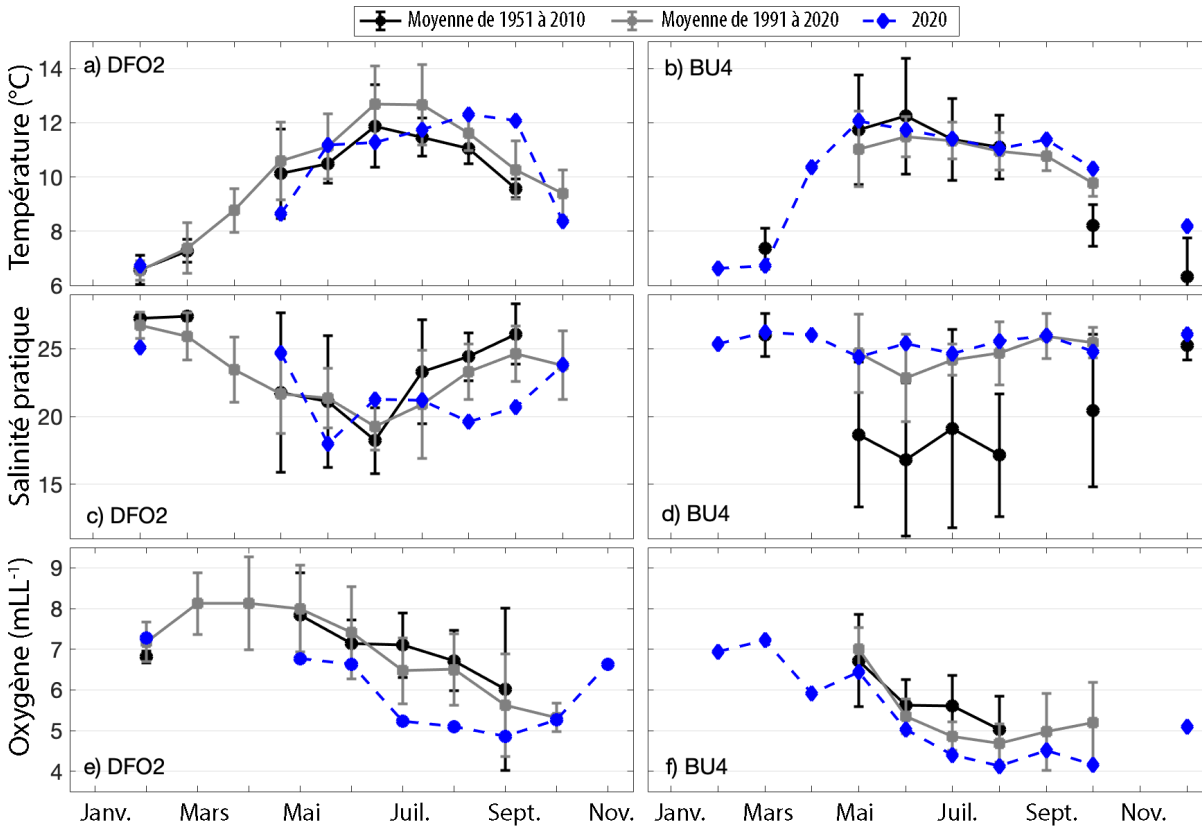 Moyenne de 1951 à 2010 Moyenne de 1991 à 2020 2020
Température (°C)
14
12
10
8
6
a) DFO2
b) BU4
Salinité pratique
25
20
15
c) DFO2
d) BU4
Oxygène (mLL⁻¹)
9
8
7
6
5
4
e) DFO2
f) BU4
Janv. Mars Mai Juil. Sept. Nov.
Janv. Mars Mai Juil. Sept. Nov.